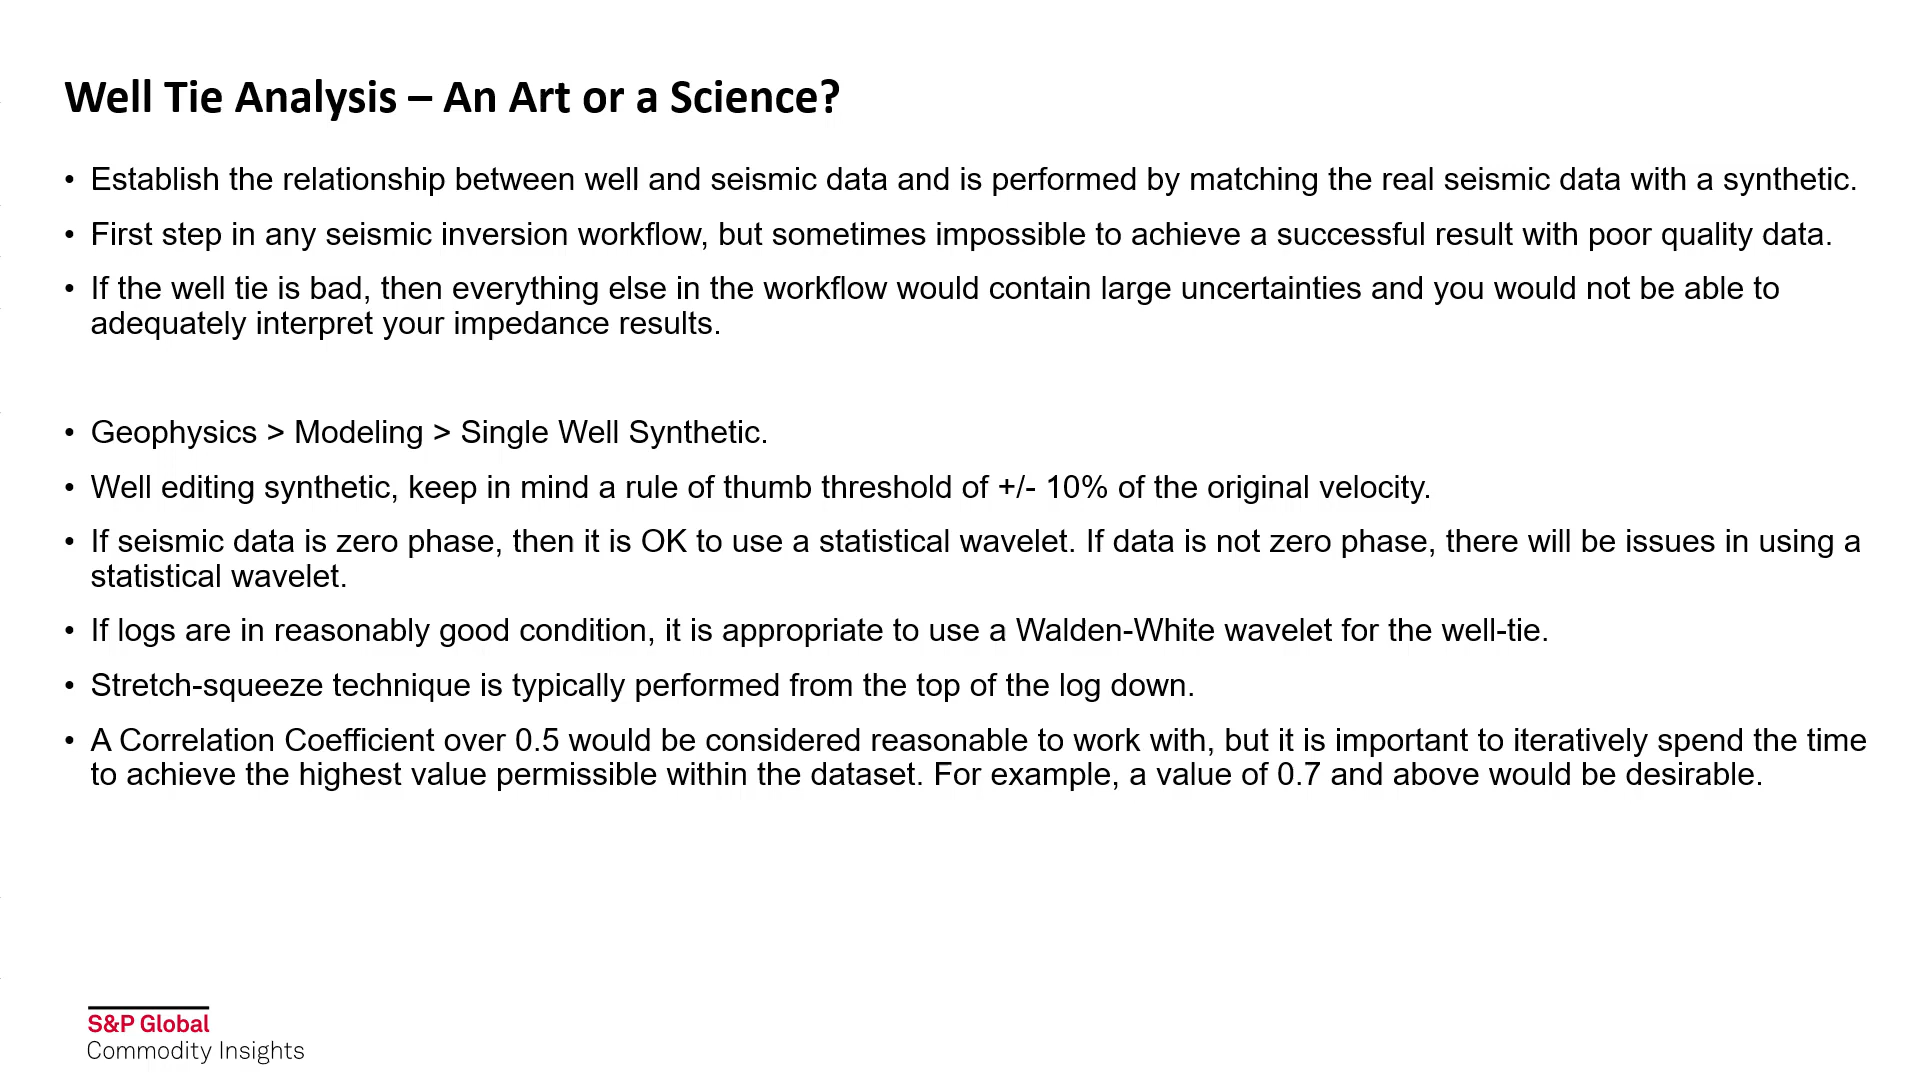 Well Tie Analysis – An Art or a Science?
• Establish the relationship between well and seismic data and is performed by matching the real seismic data with a synthetic.
• First step in any seismic inversion workflow, but sometimes impossible to achieve a successful result with poor quality data.
• If the well tie is bad, then everything else in the workflow would contain large uncertainties and you would not be able to
adequately interpret your impedance results.
• Geophysics > Modeling > Single Well Synthetic.
• Well editing synthetic, keep in mind a rule of thumb threshold of +/- 10% of the original velocity.
• If seismic data is zero phase, then it is OK to use a statistical wavelet. If data is not zero phase, there will be issues in using a
statistical wavelet.
• If logs are in reasonably good condition, it is appropriate to use a Walden-White wavelet for the well-tie.
• Stretch-squeeze technique is typically performed from the top of the log down.
• A Correlation Coefficient over 0.5 would be considered reasonable to work with, but it is important to iteratively spend the time
to achieve the highest value permissible within the dataset. For example, a value of 0.7 and above would be desirable.
S&P Global
Commodity Insights